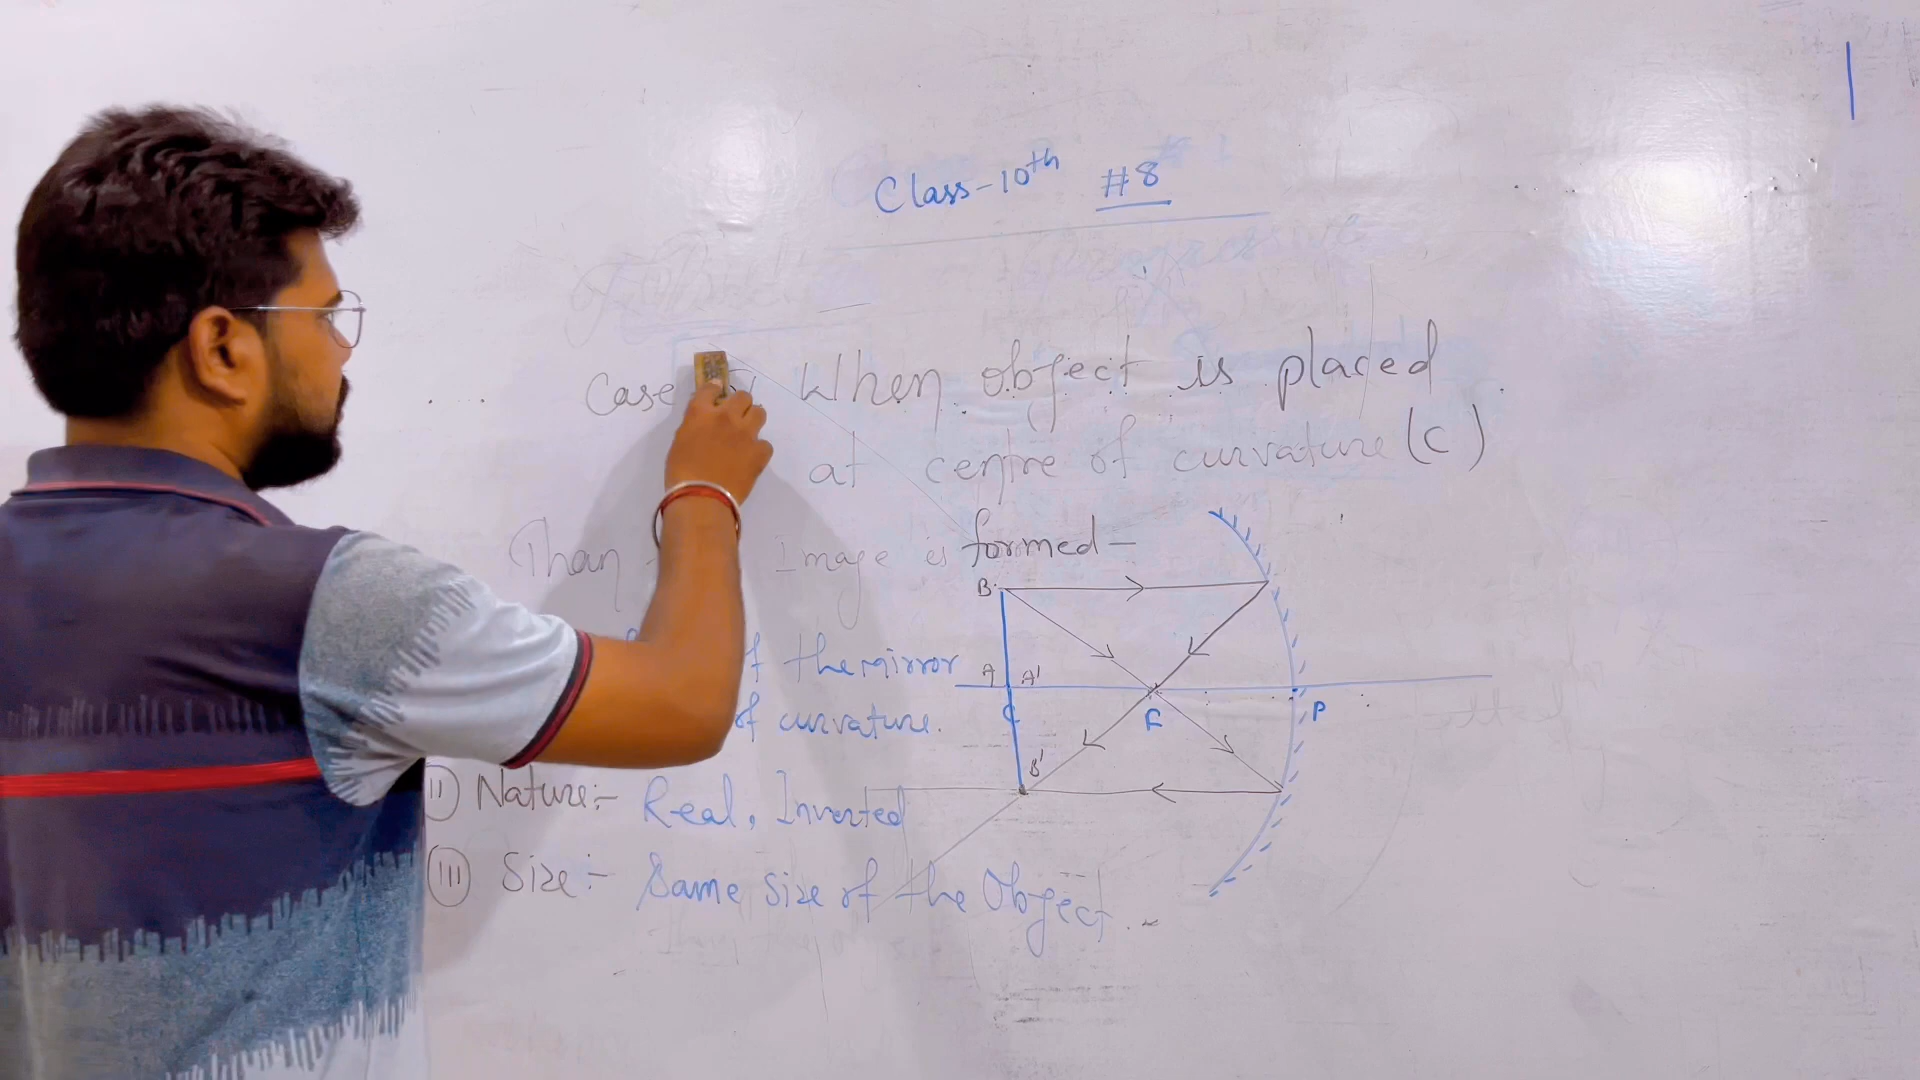 Class-10th #8
Case When object is placed
at centre of curvature (C)
Than Image is formed-
B
of the mirror
A A'
C F P
of curvature.
B'
(II) Nature:- Real, Inverted
(III) Size:- Same size of the Object.